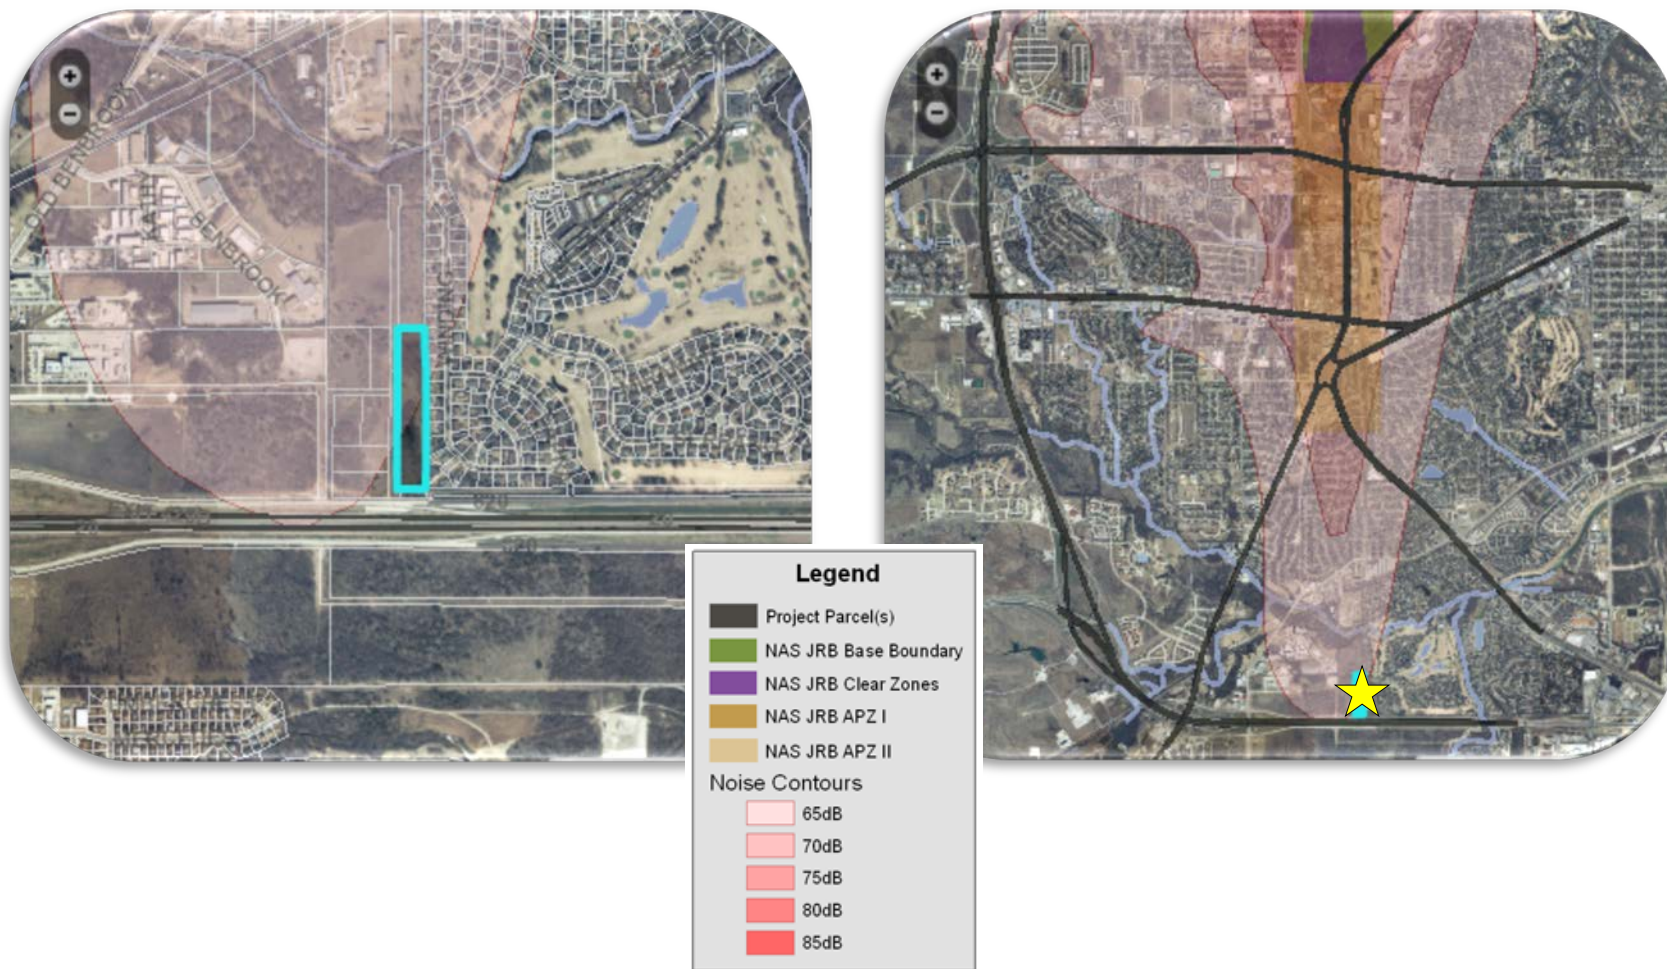 OLD BENBROOK
BENBROOK
Legend
Project Parcel(s)
NAS JRB Base Boundary
NAS JRB Clear Zones
NAS JRB APZ I
NAS JRB APZ II
Noise Contours
65dB
70dB
75dB
80dB
85dB